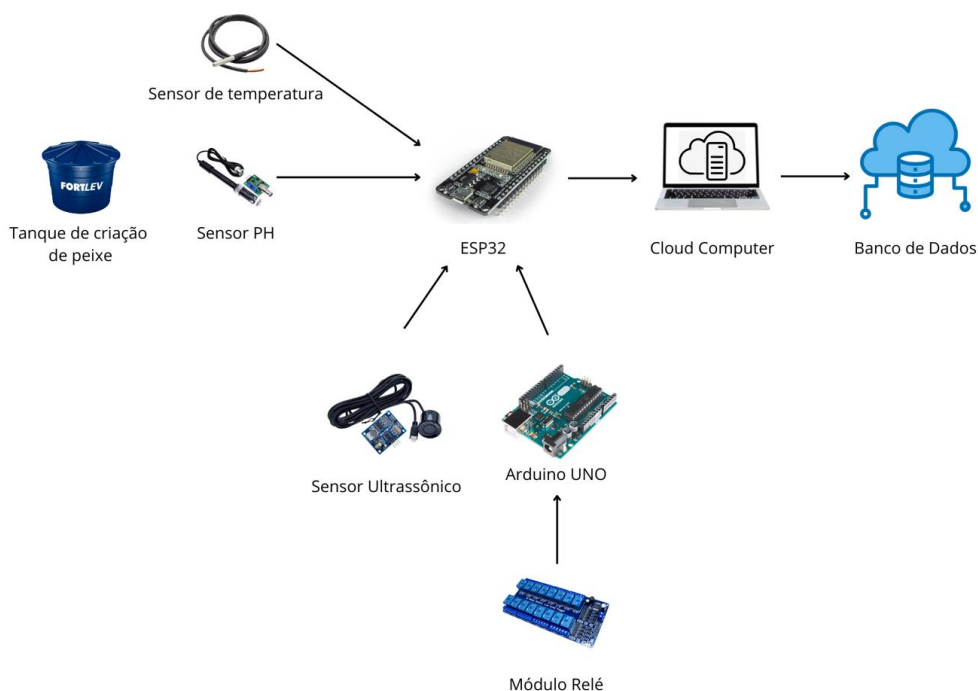 Sensor de temperatura
FORTLEV
Tanque de criação
de peixe
Sensor PH
ESP32
Cloud Computer
Banco de Dados
Sensor Ultrassônico
Arduino UNO
Módulo Relé